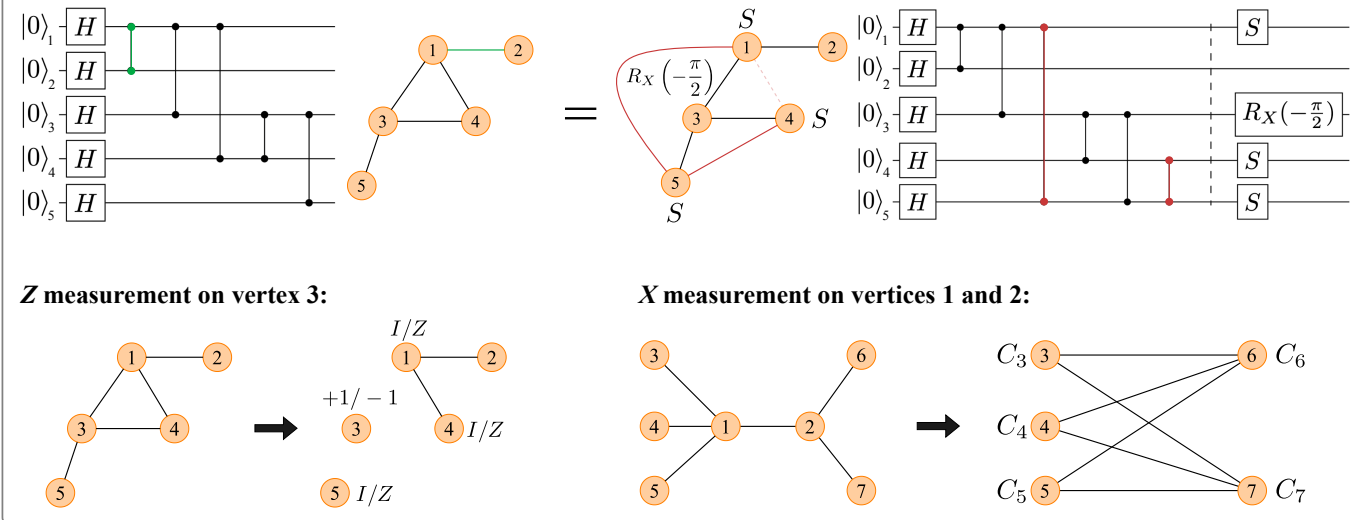 |0⟩₁ H
|0⟩₂ H
|0⟩₃ H
|0⟩₄ H
|0⟩₅ H
1 2
3 4
5
=
S
1 2
R_X(-π/2)
3 4 S
5
S
|0⟩₁ H S
|0⟩₂ H
|0⟩₃ H R_X(-π/2)
|0⟩₄ H S
|0⟩₅ H S
Z measurement on vertex 3:
1 2
3 4
5
I/Z
1 2
+1/-1
3 4 I/Z
5 I/Z
X measurement on vertices 1 and 2:
3 6
4 1 2
5 7
C₃ 3 6 C₆
C₄ 4
C₅ 5 7 C₇